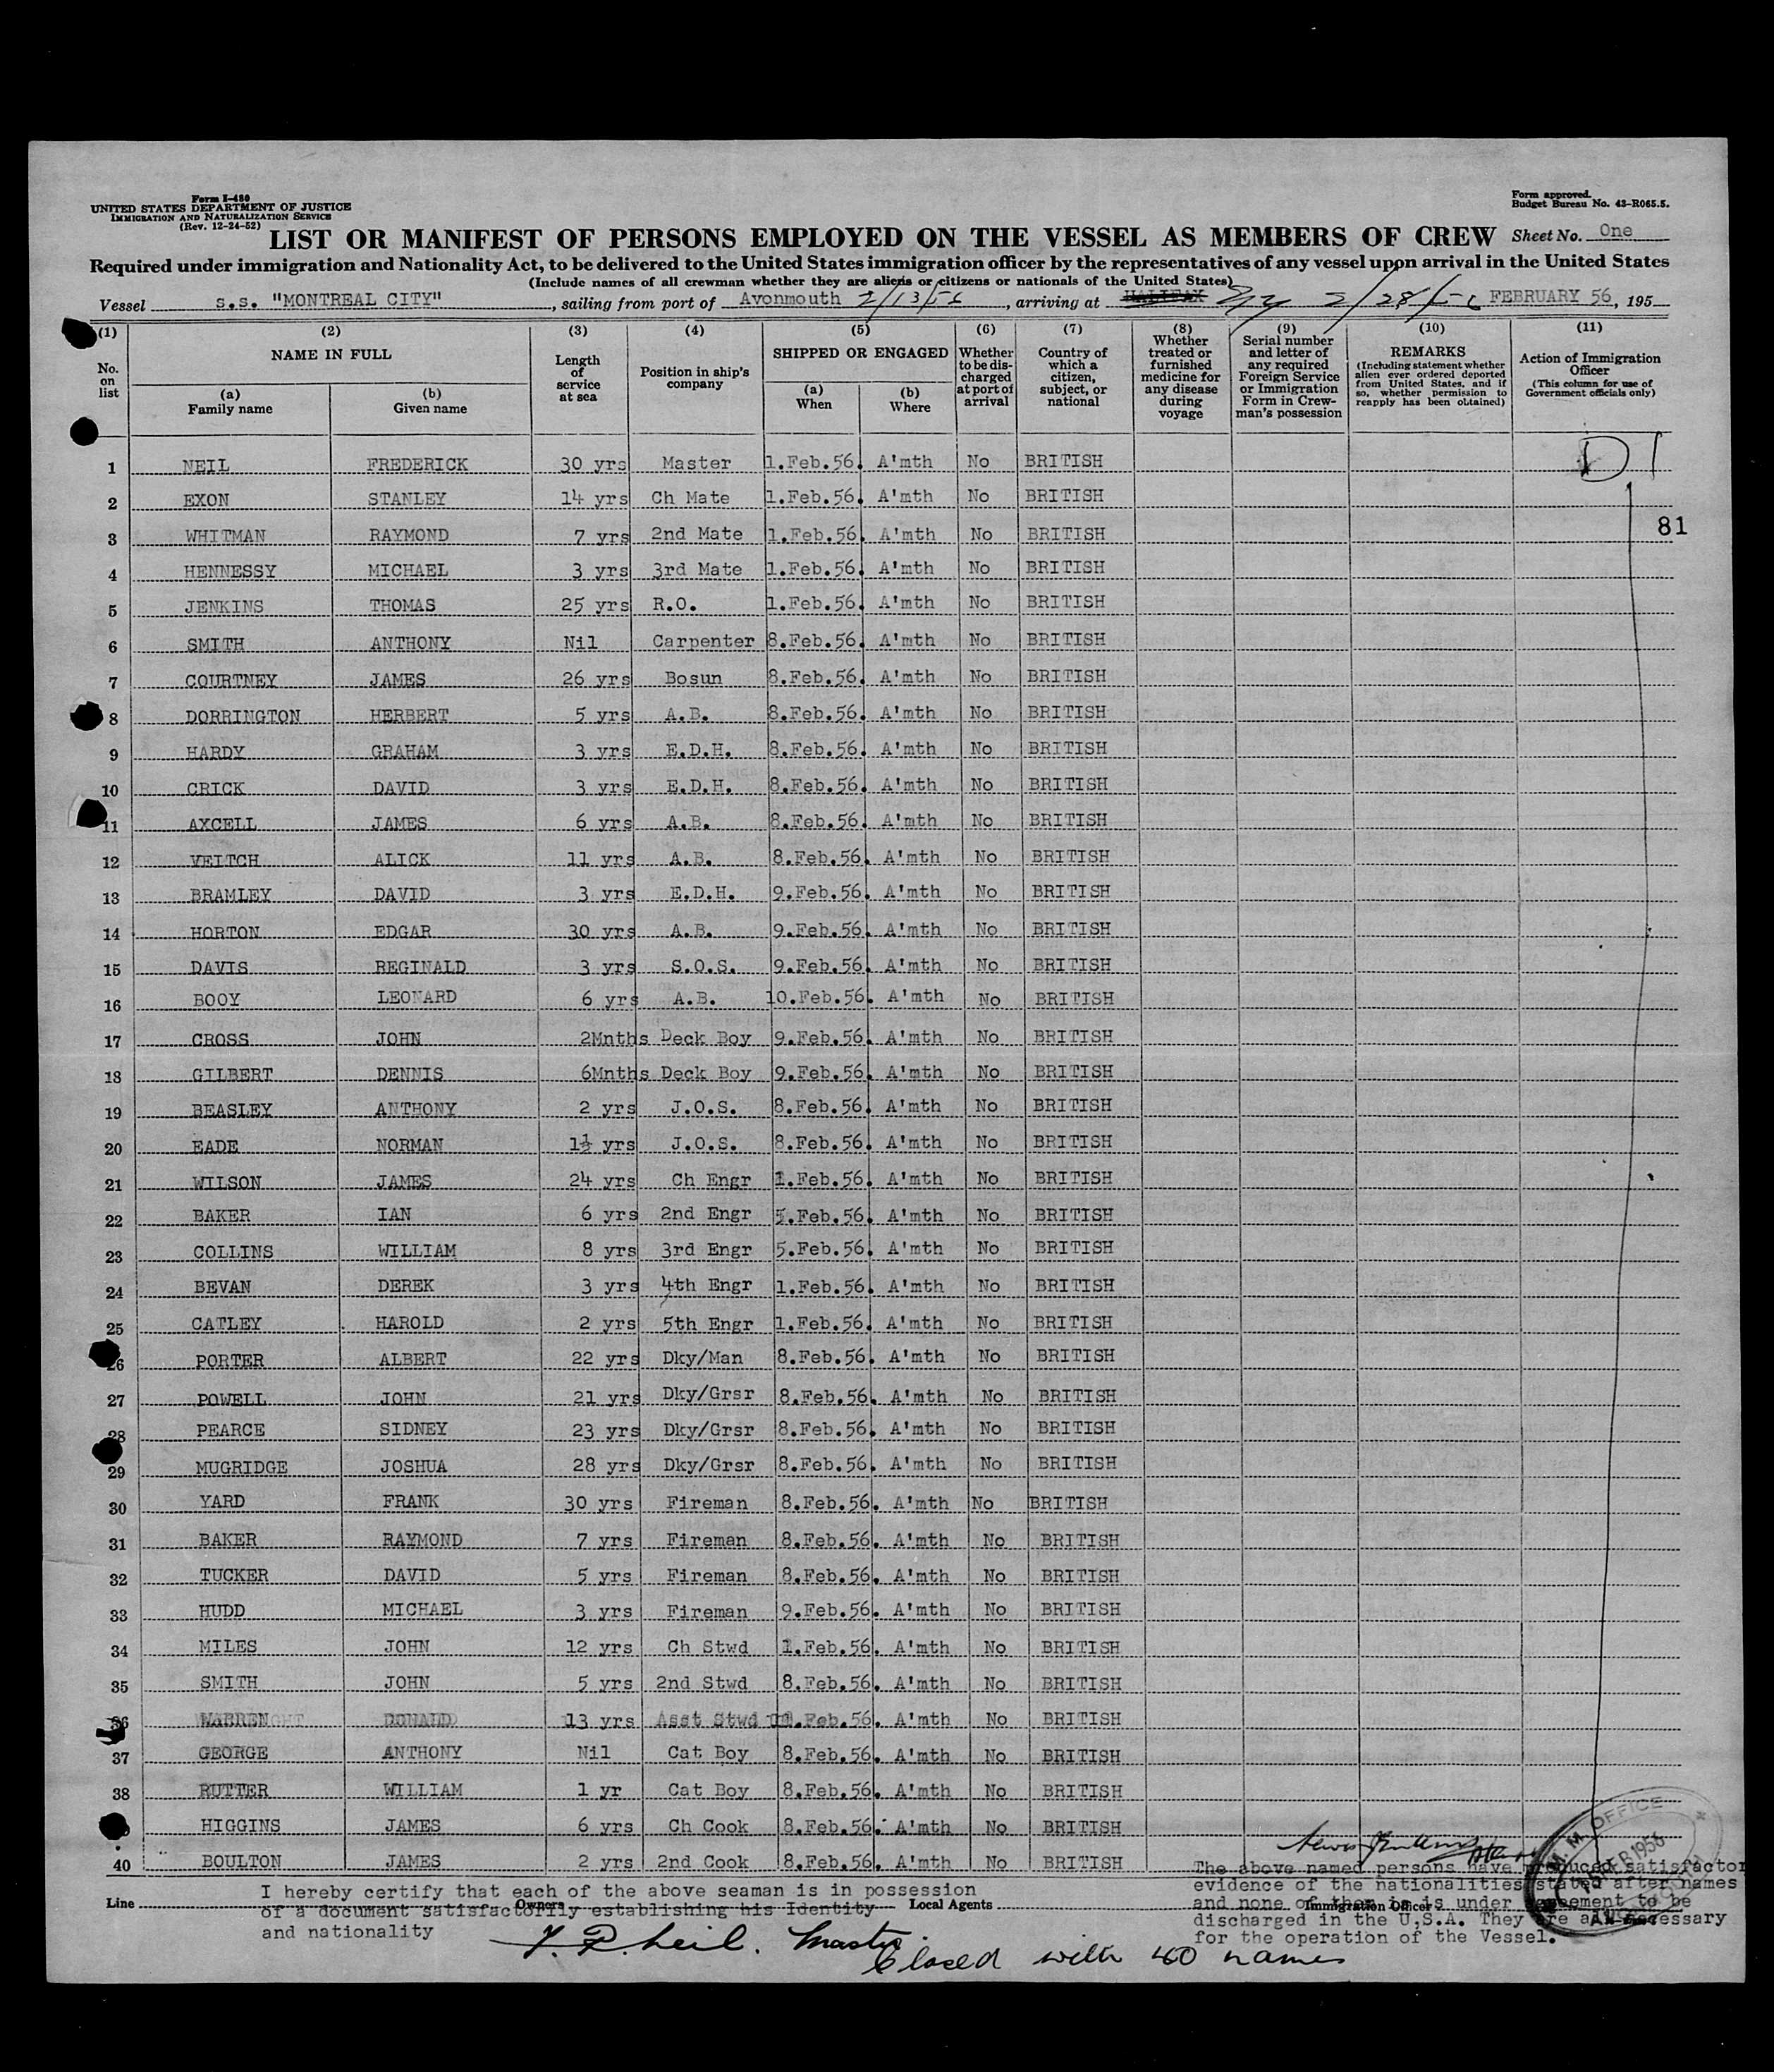 Form I-480
UNITED STATES DEPARTMENT OF JUSTICE
IMMIGRATION AND NATURALIZATION SERVICE
(Rev. 12-24-52)
Form approved.
Budget Bureau No. 43-R065.5.
LIST OR MANIFEST OF PERSONS EMPLOYED ON THE VESSEL AS MEMBERS OF CREW Sheet No. One
Required under immigration and Nationality Act, to be delivered to the United States immigration officer by the representatives of any vessel upon arrival in the United States
(Include names of all crewman whether they are aliens or citizens or nationals of the United States)
Vessel s.s. "MONTREAL CITY", sailing from port of Avonmouth 2/13/56, arriving at HALIFAX 2/28/56 FEBRUARY 56, 195
(1) No. on list
(2) NAME IN FULL (a) Family name (b) Given name
(3) Length of service at sea
(4) Position in ship's company
(5) SHIPPED OR ENGAGED (a) When (b) Where
(6) Whether to be discharged at port of arrival
(7) Country of which a citizen, subject, or national
(8) Whether treated or furnished medicine for any disease during voyage
(9) Serial number and letter of any required Foreign Service or Immigration Form in Crewman's possession
(10) REMARKS (Including statement whether alien ever ordered deported from United States, and if so, whether permission to reapply has been obtained)
(11) Action of Immigration Officer (This column for use of Government officials only)
1 NEIL FREDERICK 30 yrs Master 1.Feb.56. A'mth No BRITISH D1
2 EXON STANLEY 14 yrs Ch Mate 1.Feb.56. A'mth No BRITISH
3 WHITMAN RAYMOND 7 yrs 2nd Mate 1.Feb.56. A'mth No BRITISH 81
4 HENNESSY MICHAEL 3 yrs 3rd Mate 1.Feb.56. A'mth No BRITISH
5 JENKINS THOMAS 25 yrs R.O. 1.Feb.56. A'mth No BRITISH
6 SMITH ANTHONY Nil Carpenter 8.Feb.56. A'mth No BRITISH
7 COURTNEY JAMES 26 yrs Bosun 8.Feb.56. A'mth No BRITISH
8 DORRINGTON HERBERT 5 yrs A.B. 8.Feb.56. A'mth No BRITISH
9 HARDY GRAHAM 3 yrs E.D.H. 8.Feb.56. A'mth No BRITISH
10 CRICK DAVID 3 yrs E.D.H. 8.Feb.56. A'mth No BRITISH
11 AXCELL JAMES 6 yrs A.B. 8.Feb.56. A'mth No BRITISH
12 VEITCH ALICK 11 yrs A.B. 8.Feb.56. A'mth No BRITISH
13 BRAMLEY DAVID 3 yrs E.D.H. 9.Feb.56. A'mth No BRITISH
14 HORTON EDGAR 30 yrs A.B. 9.Feb.56. A'mth No BRITISH
15 DAVIS REGINALD 3 yrs S.O.S. 9.Feb.56. A'mth No BRITISH
16 BOOY LEONARD 6 yrs A.B. 10.Feb.56. A'mth No BRITISH
17 CROSS JOHN 2Mnths Deck Boy 9.Feb.56. A'mth No BRITISH
18 GILBERT DENNIS 6Mnths Deck Boy 9.Feb.56. A'mth No BRITISH
19 BEASLEY ANTHONY 2 yrs J.O.S. 8.Feb.56. A'mth No BRITISH
20 EADE NORMAN 1½ yrs J.O.S. 8.Feb.56. A'mth No BRITISH
21 WILSON JAMES 24 yrs Ch Engr 1.Feb.56. A'mth No BRITISH
22 BAKER IAN 6 yrs 2nd Engr 5.Feb.56. A'mth No BRITISH
23 COLLINS WILLIAM 8 yrs 3rd Engr 5.Feb.56. A'mth No BRITISH
24 BEVAN DEREK 3 yrs 4th Engr 1.Feb.56. A'mth No BRITISH
25 CATLEY HAROLD 2 yrs 5th Engr 1.Feb.56. A'mth No BRITISH
26 PORTER ALBERT 22 yrs Dky/Man 8.Feb.56. A'mth No BRITISH
27 POWELL JOHN 21 yrs Dky/Grsr 8.Feb.56. A'mth No BRITISH
28 PEARCE SIDNEY 23 yrs Dky/Grsr 8.Feb.56. A'mth No BRITISH
29 MUGRIDGE JOSHUA 28 yrs Dky/Grsr 8.Feb.56. A'mth No BRITISH
30 YARD FRANK 30 yrs Fireman 8.Feb.56. A'mth No BRITISH
31 BAKER RAYMOND 7 yrs Fireman 8.Feb.56. A'mth No BRITISH
32 TUCKER DAVID 5 yrs Fireman 8.Feb.56. A'mth No BRITISH
33 HUDD MICHAEL 3 yrs Fireman 9.Feb.56. A'mth No BRITISH
34 MILES JOHN 12 yrs Ch Stwd 1.Feb.56. A'mth No BRITISH
35 SMITH JOHN 5 yrs 2nd Stwd 8.Feb.56. A'mth No BRITISH
36 WARREN DONALD 13 yrs Asst Stwd .Feb.56. A'mth No BRITISH
37 GEORGE ANTHONY Nil Cat Boy 8.Feb.56. A'mth No BRITISH
38 RUTTER WILLIAM 1 yr Cat Boy 8.Feb.56. A'mth No BRITISH
HIGGINS JAMES 6 yrs Ch Cook 8.Feb.56. A'mth No BRITISH
40 BOULTON JAMES 2 yrs 2nd Cook 8.Feb.56. A'mth No BRITISH
I hereby certify that each of the above seaman is in possession
of a document satisfactorily establishing his Identity
and nationality
Line Owners Local Agents Immigration Officer
The above named persons have produced satisfactor
evidence of the nationalities stated after names
and none of them is is under agreement to be
discharged in the U.S.A. They are all necessary
for the operation of the Vessel.
M. M. OFFICE 1956
F. R. Neil. Master.
Closed with 40 names